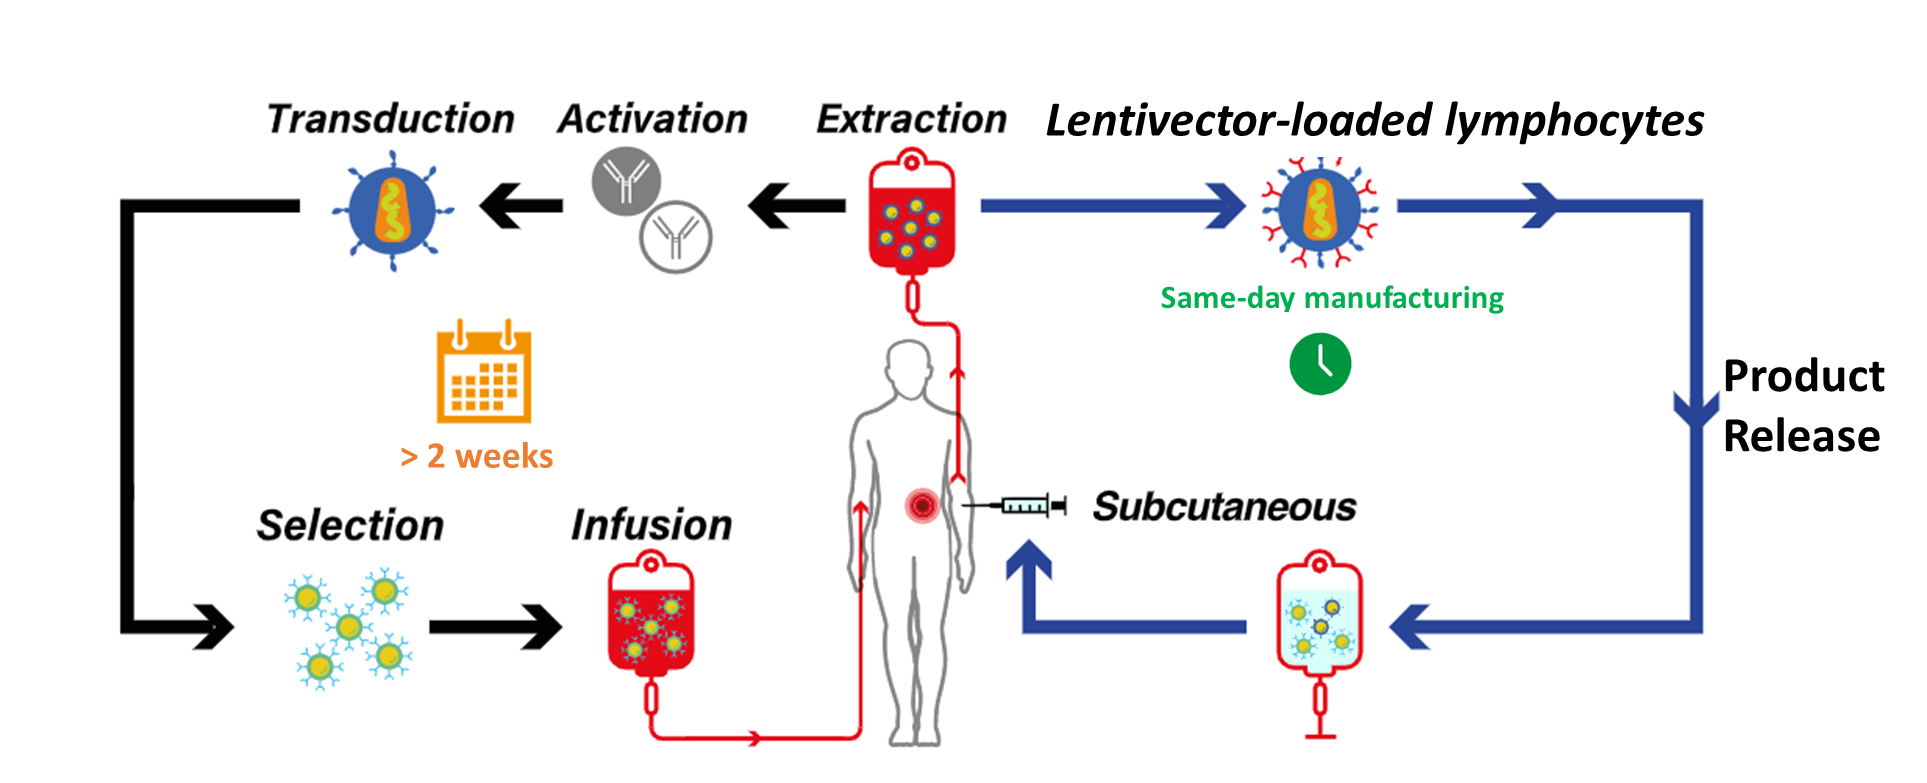 Transduction
Activation
Extraction
Lentivector-loaded lymphocytes
Same-day manufacturing
> 2 weeks
Product
Release
Selection
Infusion
Subcutaneous